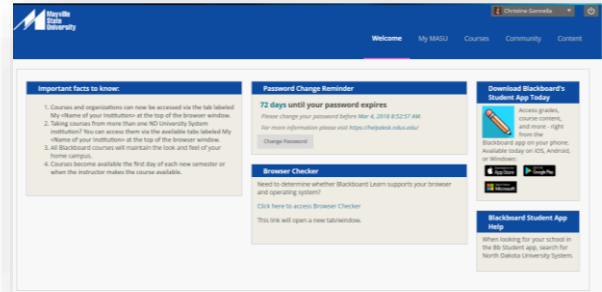 Mayville
State
University
Christine Gonnella
Welcome
My MASU
Courses
Community
Content
Important facts to know:
1. Courses and organizations can now be accessed via the tab labeled
My <Name of your Institution> at the top of the browser window.
2. Taking courses from more than one ND University System
institution? You can access them via the available tabs labeled My
<Name of your Institution> at the top of the browser window.
3. All Blackboard courses will maintain the look and feel of your
home campus.
4. Courses become available the first day of each new semester or
when the instructor makes the course available.
Password Change Reminder
72 days until your password expires
Please change your password before Mar 4, 2018 8:52:57 AM.
For more information please visit https://helpdesk.ndus.edu/
Change Password
Browser Checker
Need to determine whether Blackboard Learn supports your browser
and operating system?
Click here to access Browser Checker
This link will open a new tab/window.
Download Blackboard's
Student App Today
Access grades,
course content,
and more - right
from the
Blackboard app on your phone.
Available today on iOS, Android,
or Windows:
App Store
Google Play
Microsoft
Blackboard Student App
Help
When looking for your school in
the Bb Student app, search for
North Dakota University System.